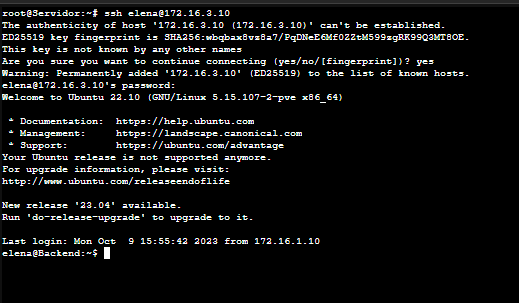 root@Servidor:~# ssh elena@172.16.3.10
The authenticity of host '172.16.3.10 (172.16.3.10)' can't be established.
ED25519 key fingerprint is SHA256:wbqbax8vs8a7/PqDNeE6Mf0ZZtM599zgRK99Q3MT8OE.
This key is not known by any other names
Are you sure you want to continue connecting (yes/no/[fingerprint])? yes
Warning: Permanently added '172.16.3.10' (ED25519) to the list of known hosts.
elena@172.16.3.10's password:
Welcome to Ubuntu 22.10 (GNU/Linux 5.15.107-2-pve x86_64)
* Documentation: https://help.ubuntu.com
* Management: https://landscape.canonical.com
* Support: https://ubuntu.com/advantage
Your Ubuntu release is not supported anymore.
For upgrade information, please visit:
http://www.ubuntu.com/releaseendoflife
New release '23.04' available.
Run 'do-release-upgrade' to upgrade to it.
Last login: Mon Oct 9 15:55:42 2023 from 172.16.1.10
elena@Backend:~$